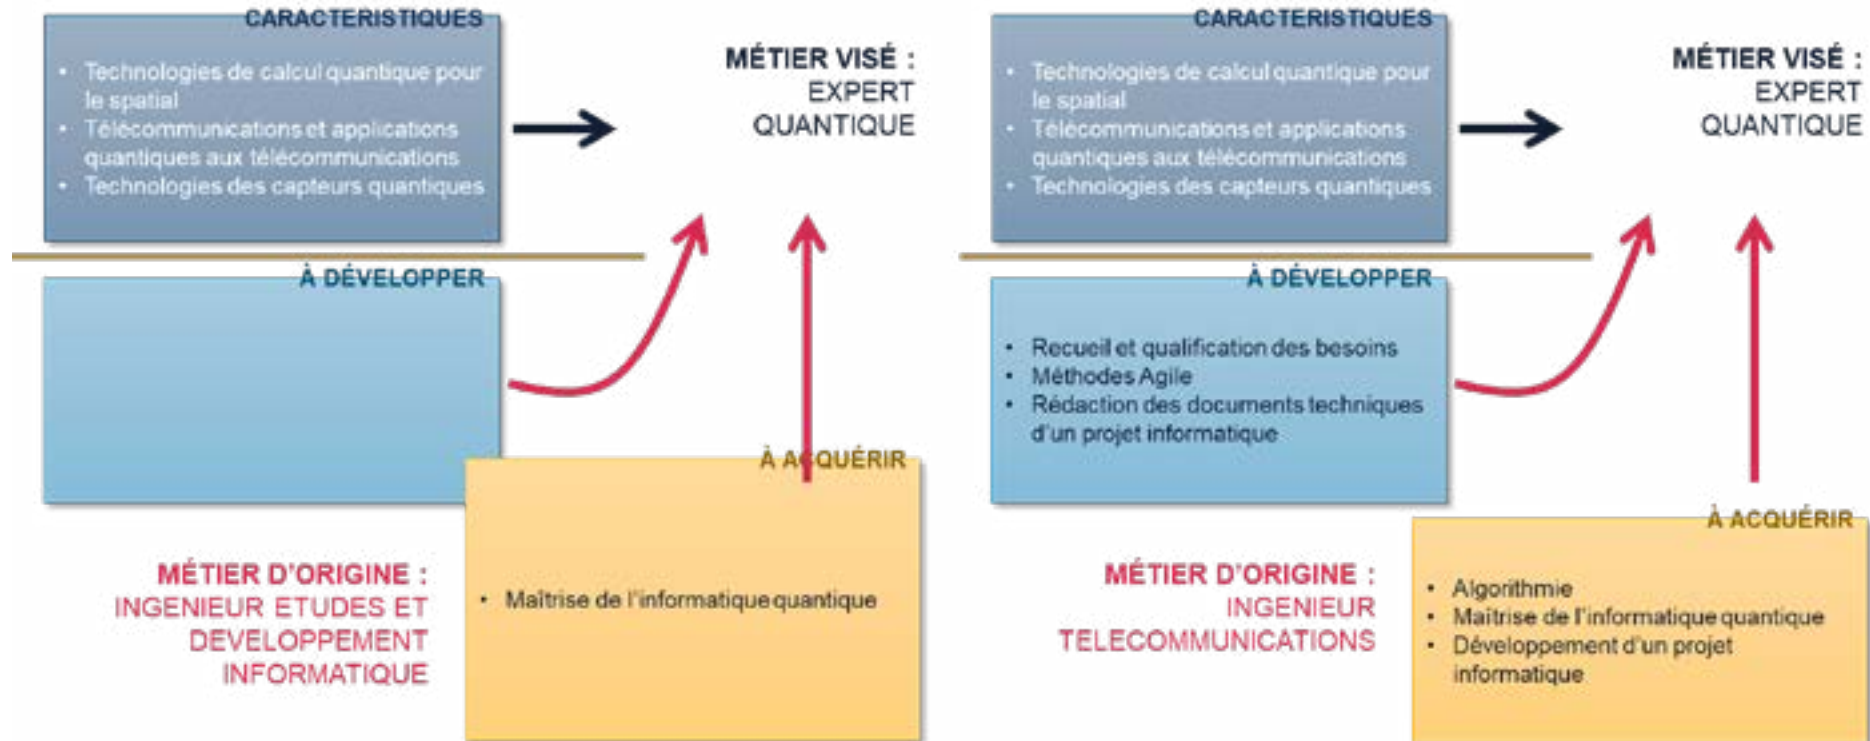 CARACTERISTIQUES
• Technologies de calcul quantique pour
le spatial
• Télécommunications et applications
quantiques aux télécommunications
• Technologies des capteurs quantiques
MÉTIER VISÉ :
EXPERT
QUANTIQUE
À DÉVELOPPER
À ACQUÉRIR
• Maîtrise de l'informatique quantique
MÉTIER D'ORIGINE :
INGENIEUR ETUDES ET
DEVELOPPEMENT
INFORMATIQUE
CARACTERISTIQUES
• Technologies de calcul quantique pour
le spatial
• Télécommunications et applications
quantiques aux télécommunications
• Technologies des capteurs quantiques
MÉTIER VISÉ :
EXPERT
QUANTIQUE
À DÉVELOPPER
• Recueil et qualification des besoins
• Méthodes Agile
• Rédaction des documents techniques
d'un projet informatique
À ACQUÉRIR
• Algorithmie
• Maîtrise de l'informatique quantique
• Développement d'un projet
informatique
MÉTIER D'ORIGINE :
INGENIEUR
TELECOMMUNICATIONS